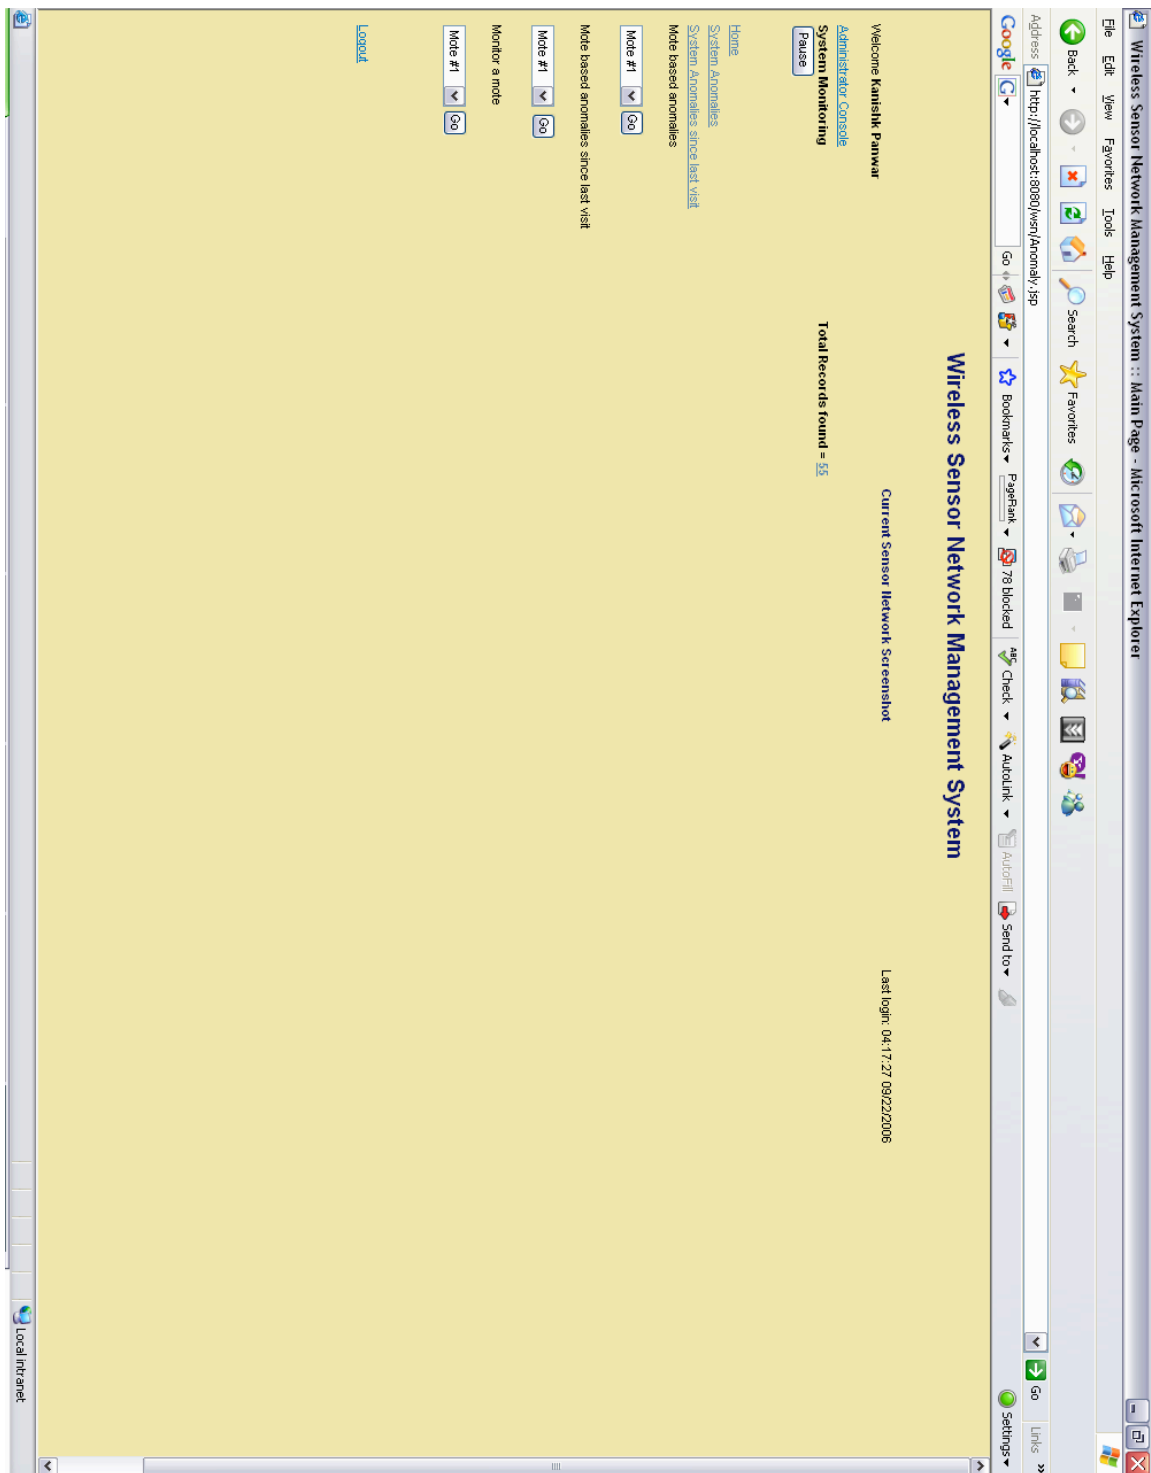 Wireless Sensor Network Management System :: Main Page - Microsoft Internet Explorer
File Edit View Favorites Tools Help
Back Search Favorites
Address http://localhost:8080/wsn/Anomaly.jsp Go Links »
Google G Go Bookmarks PageRank 78 blocked ABC Check AutoLink AutoFill Send to Settings
Wireless Sensor Network Management System
Current Sensor Network Screenshot Last login: 04:17:27 09/22/2006
Welcome Kanishk Panwar
Administrator Console
System Monitoring Total Records found = 55
Pause
Home
System Anomalies
System Anomalies since last visit
Mote based anomalies
Mote #1 Go
Mote based anomalies since last visit
Mote #1 Go
Monitor a mote
Mote #1 Go
Logout
Local intranet